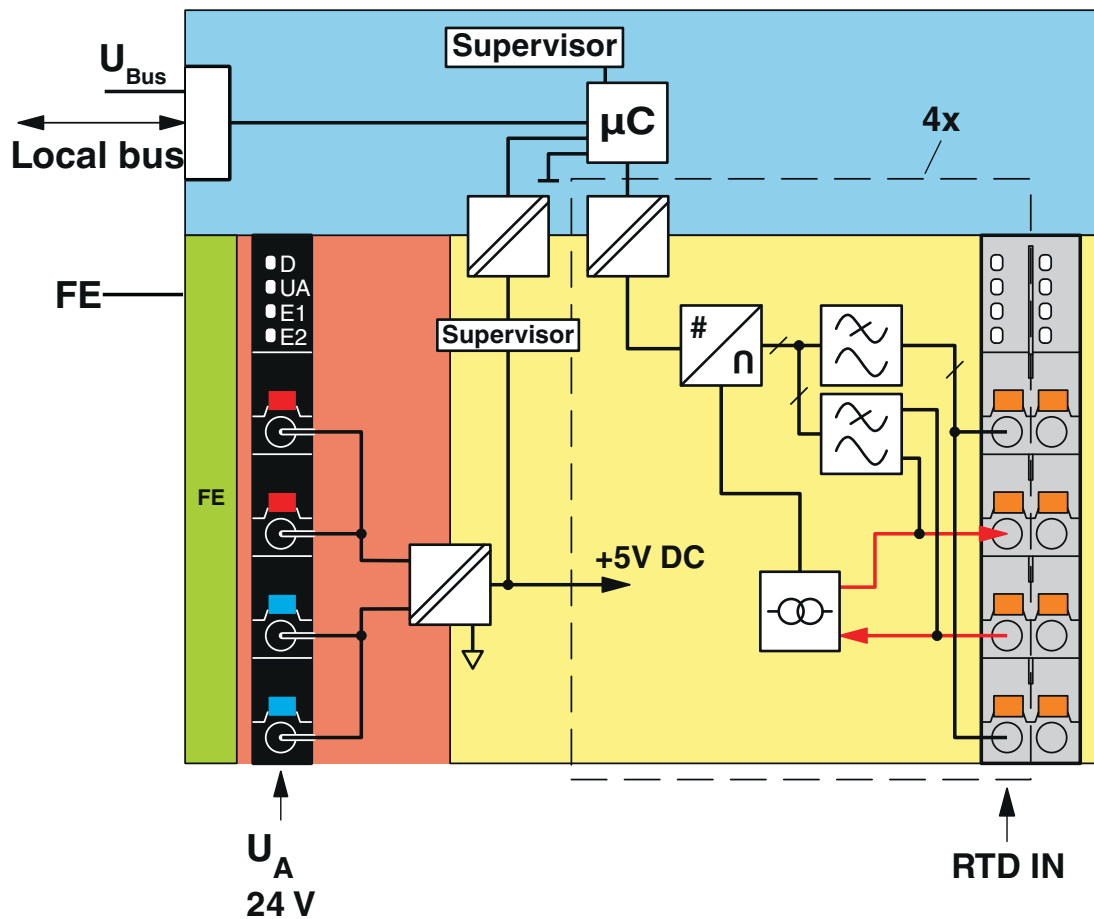 Supervisor
U Bus
µC
4x
Local bus
D
UA
FE
E1
E2
Supervisor
#
∩
FE
+5V DC
U A
24 V
RTD IN